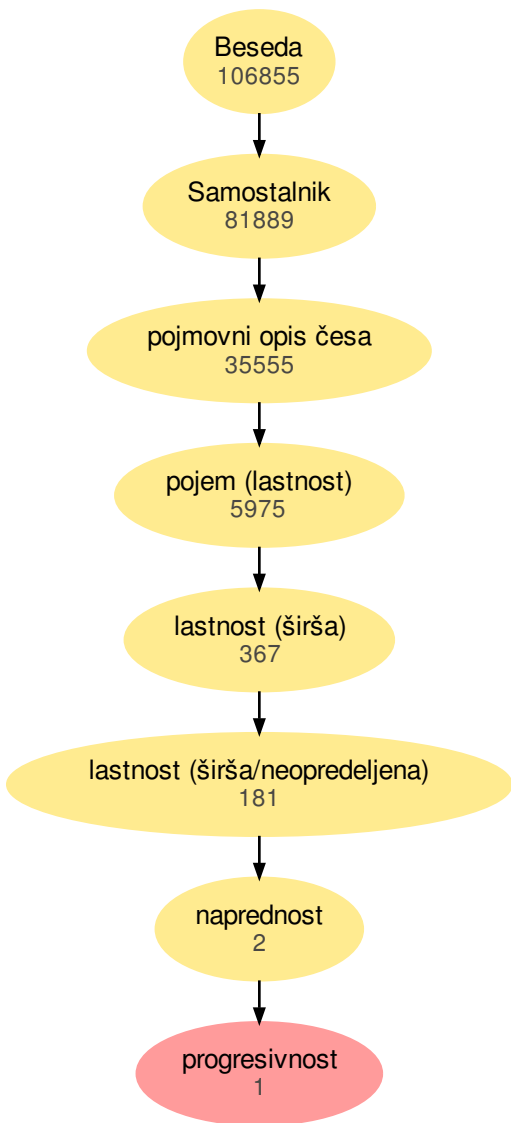 Beseda
106855
Samostalnik
81889
pojmovni opis česa
35555
pojem (lastnost)
5975
lastnost (širša)
367
lastnost (širša/neopredeljena)
181
naprednost
2
progresivnost
1